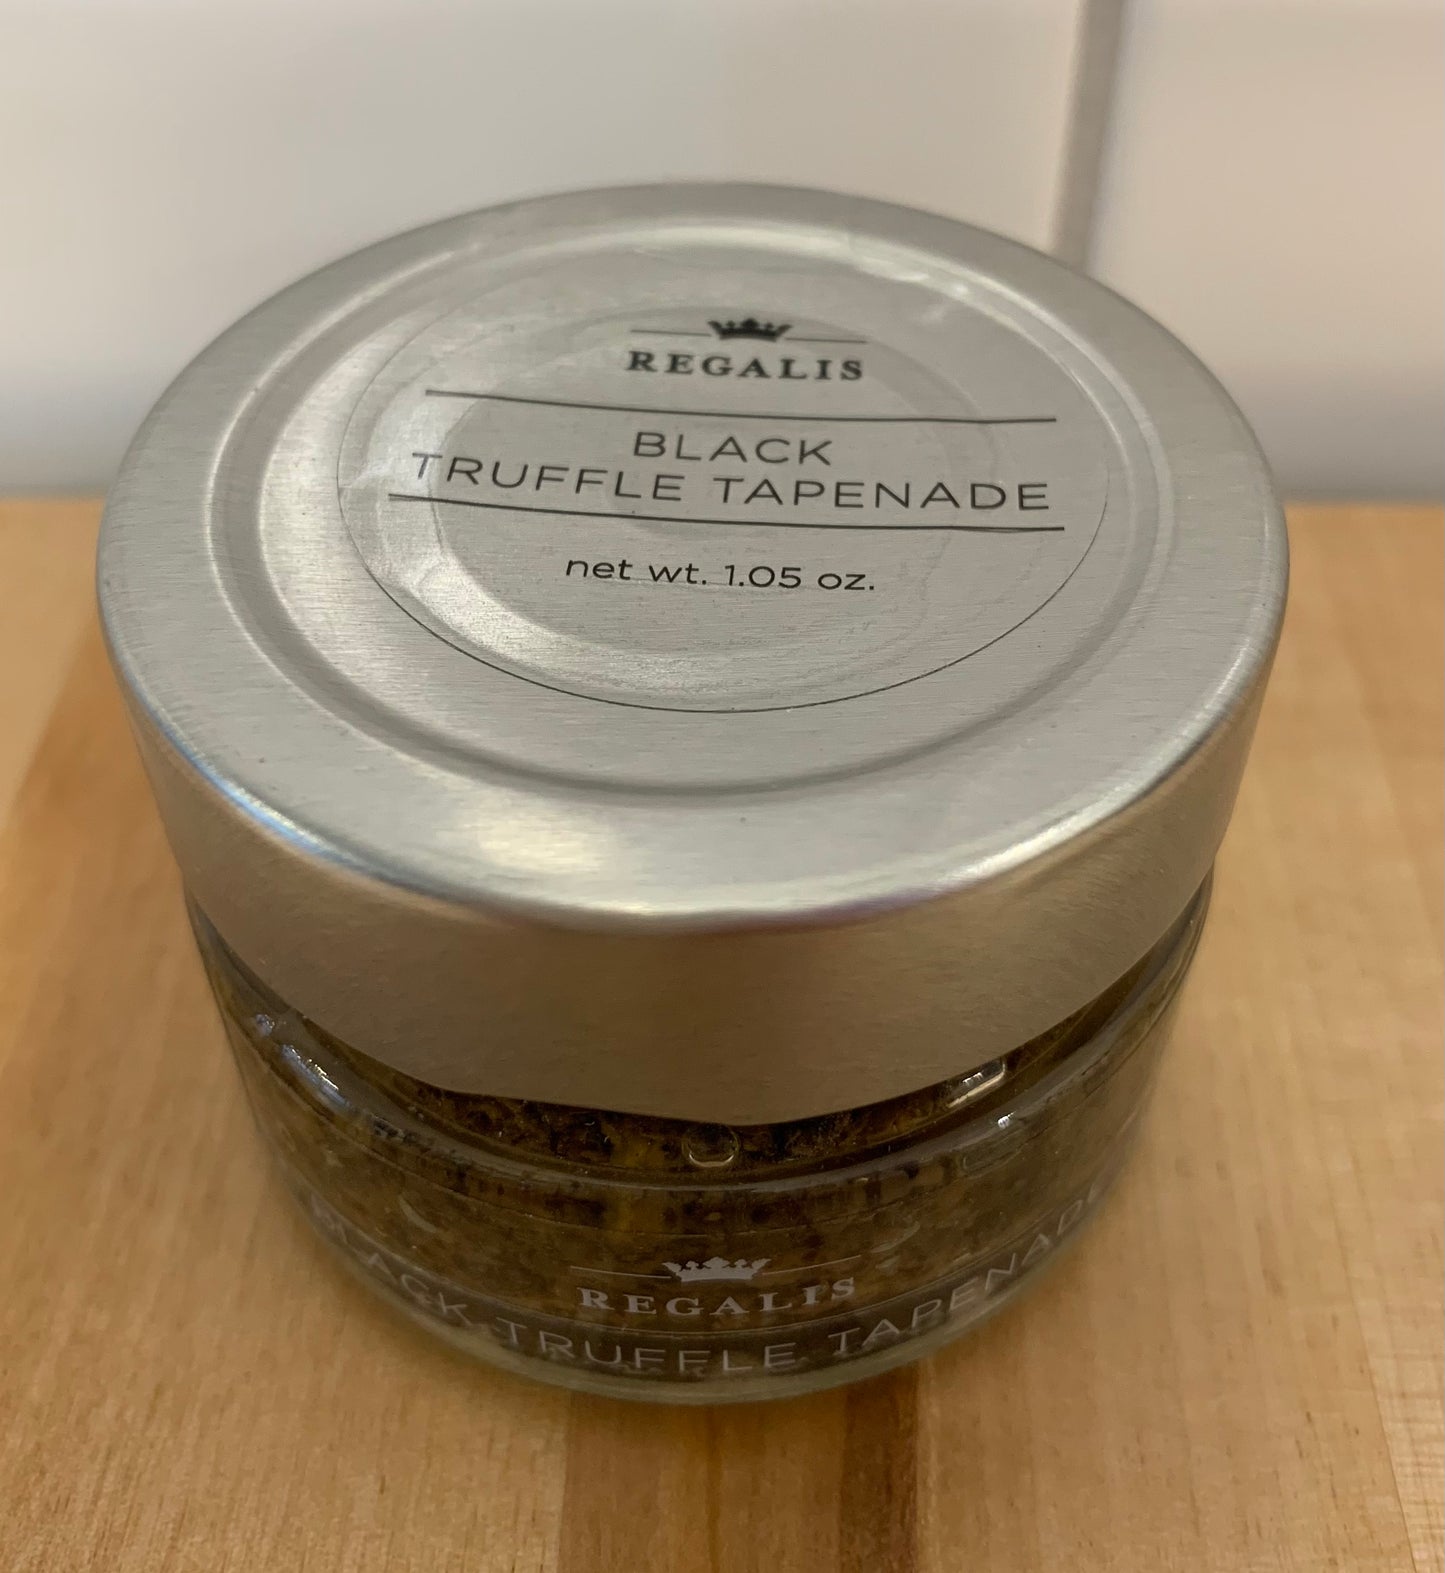 REGALIS
BLACK
TRUFFLE TAPENADE
net wt. 1.05 oz.
REGALIS
BLACK TRUFFLE TAPENADE